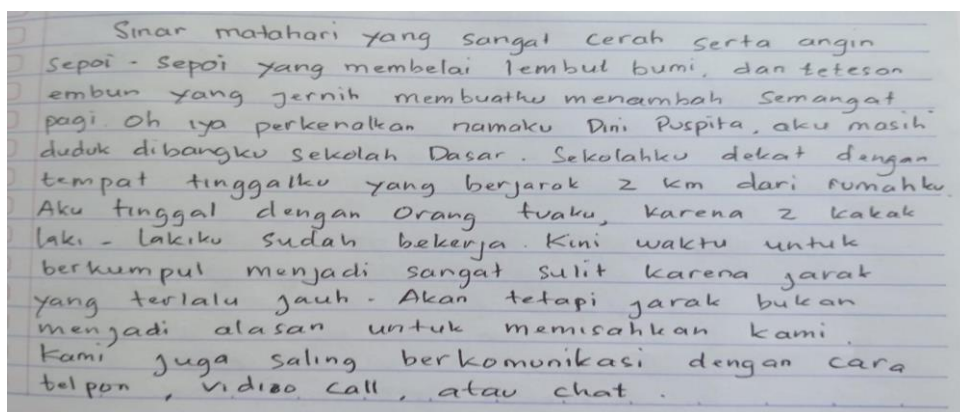 Sinar matahari yang sangat cerah serta angin
sepoi - sepoi yang membelai lembut bumi, dan tetesan
embun yang jernih membuatku menambah semangat
pagi. Oh iya perkenalkan namaku Dini Puspita, aku masih
duduk dibangku sekolah Dasar. Sekolahku dekat dengan
tempat tinggalku yang berjarak 2 km dari rumahku.
Aku tinggal dengan orang tuaku, karena 2 kakak
laki - lakiku sudah bekerja. Kini waktu untuk
berkumpul menjadi sangat sulit karena jarak
yang terlalu jauh. Akan tetapi jarak bukan
menjadi alasan untuk memisahkan kami.
Kami juga saling berkomunikasi dengan cara
telpon, vidieo call, atau chat.